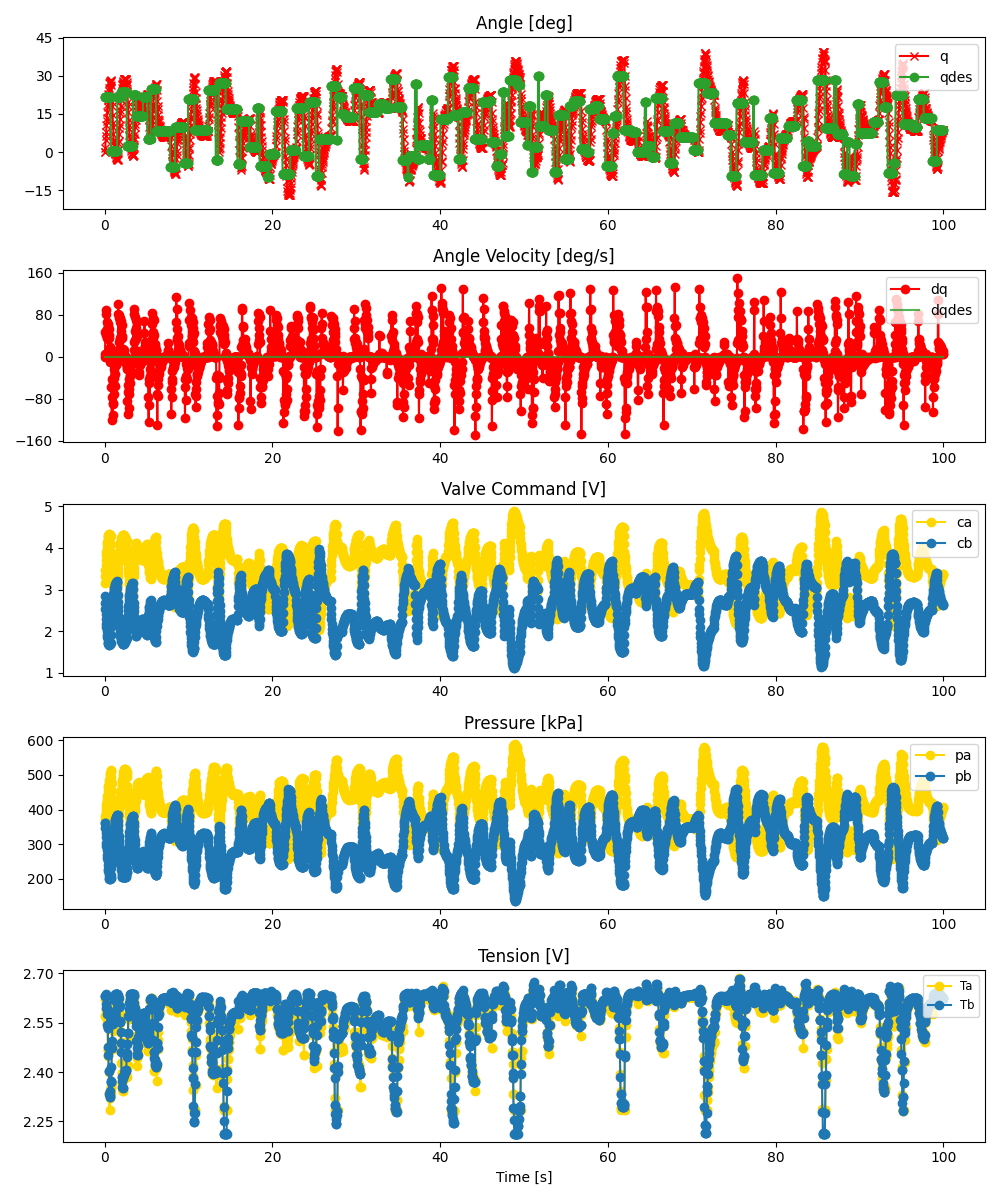 Angle [deg]
45
30
15
0
−15
q
qdes
0 20 40 60 80 100
Angle Velocity [deg/s]
160
80
0
−80
−160
dq
dqdes
0 20 40 60 80 100
Valve Command [V]
5
4
3
2
1
ca
cb
0 20 40 60 80 100
Pressure [kPa]
600
500
400
300
200
pa
pb
0 20 40 60 80 100
Tension [V]
2.70
2.55
2.40
2.25
Ta
Tb
0 20 40 60 80 100
Time [s]